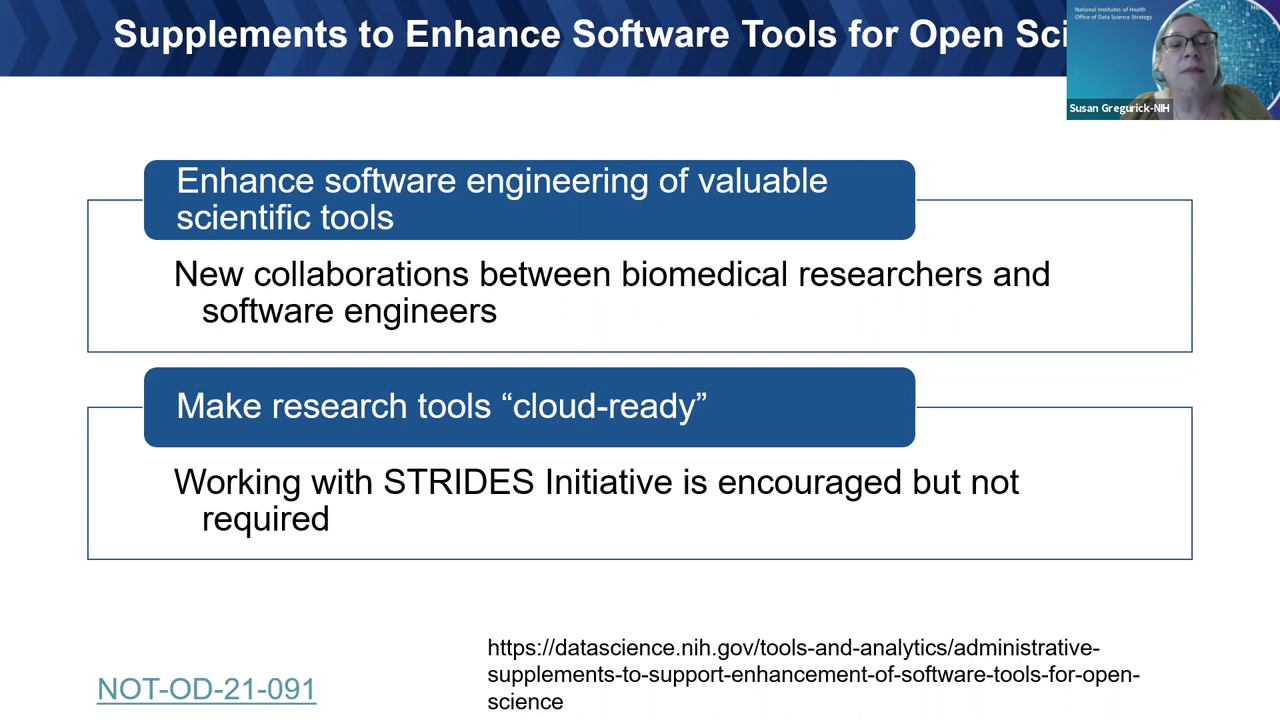 Supplements to Enhance Software Tools for Open Sci
National Institutes of Health
Office of Data Science Strategy
Susan Gregurick-NIH
Enhance software engineering of valuable
scientific tools
New collaborations between biomedical researchers and
software engineers
Make research tools “cloud-ready”
Working with STRIDES Initiative is encouraged but not
required
https://datascience.nih.gov/tools-and-analytics/administrative-
supplements-to-support-enhancement-of-software-tools-for-open-
science
NOT-OD-21-091